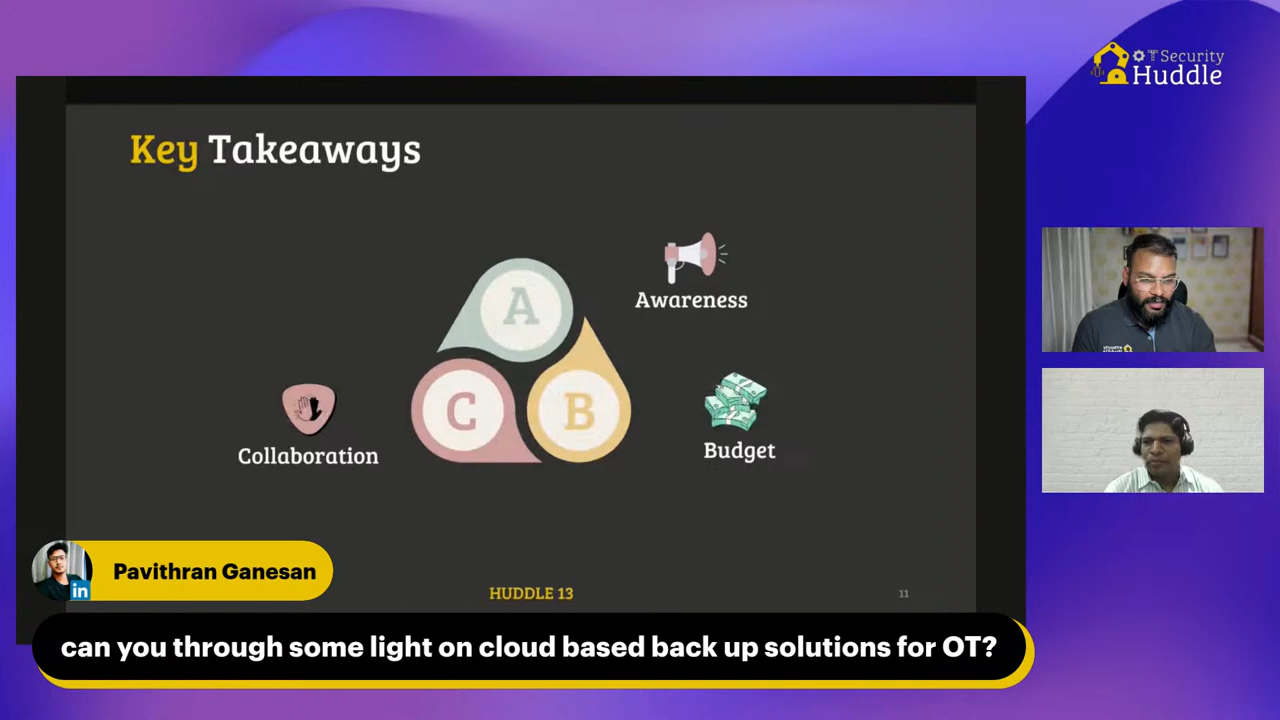 OT Security
Huddle
Key Takeaways
A
Awareness
C
B
Collaboration
Budget
Pavithran Ganesan
in
HUDDLE 13
11
can you through some light on cloud based back up solutions for OT?